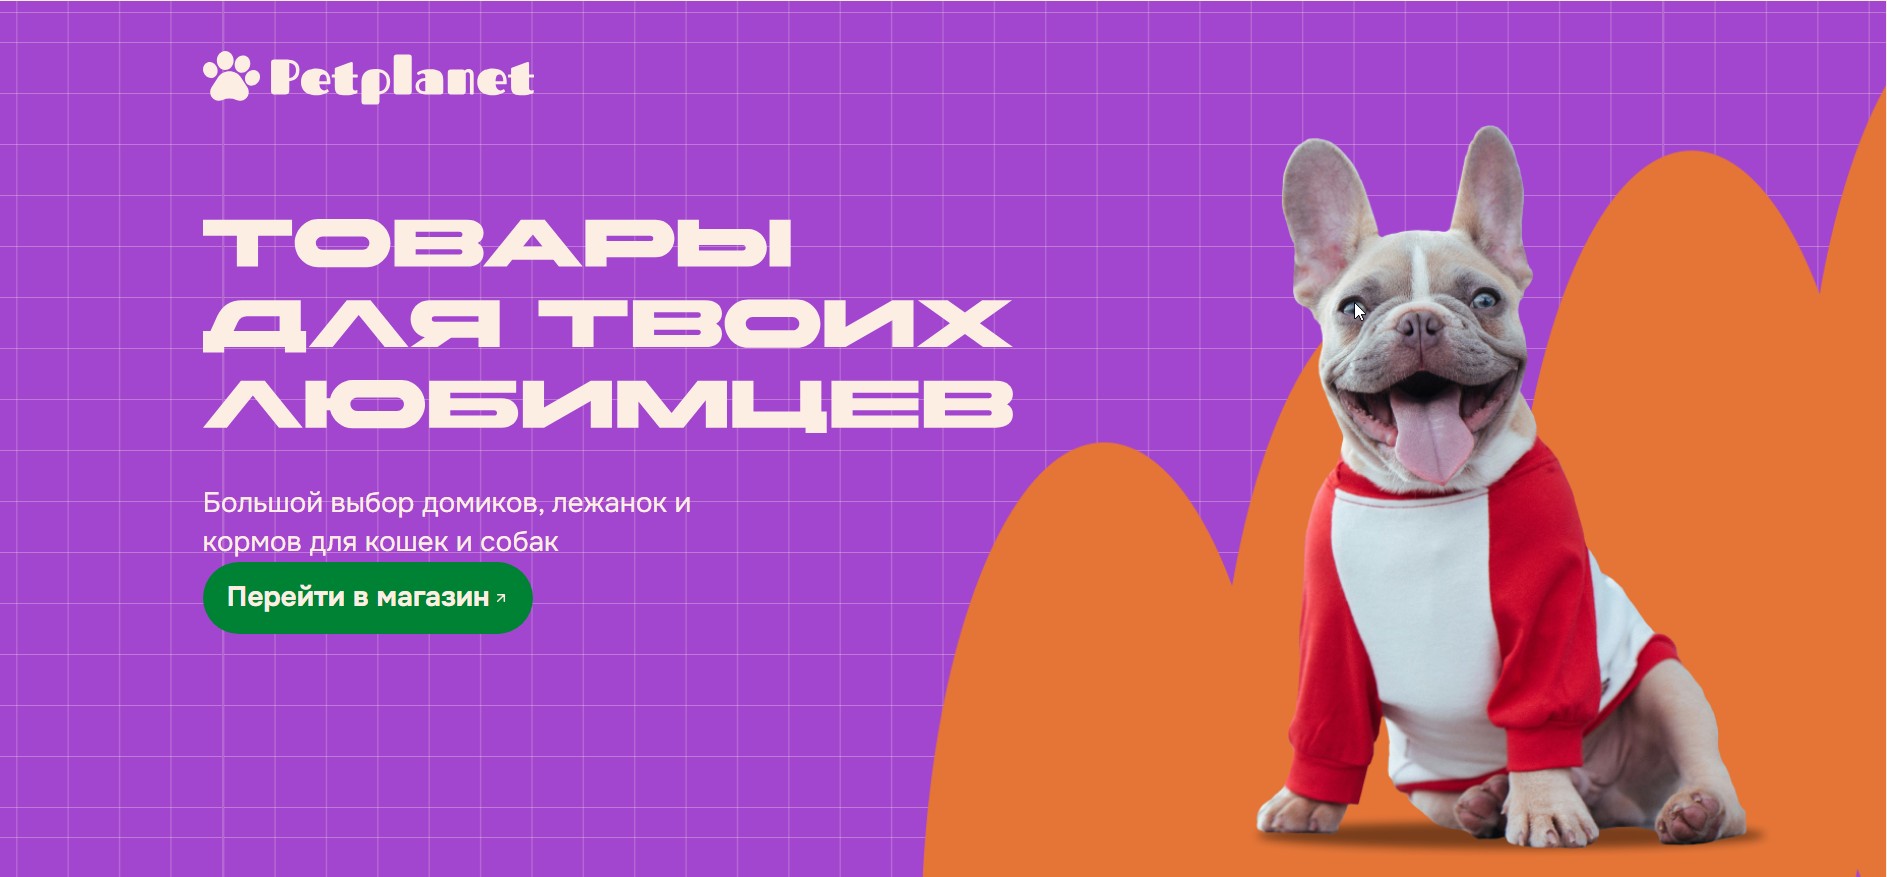 Petplanet
ТОВАРЫ
ДЛЯ ТВОИХ
ЛЮБИМЦЕВ
Большой выбор домиков, лежанок и
кормов для кошек и собак
Перейти в магазин